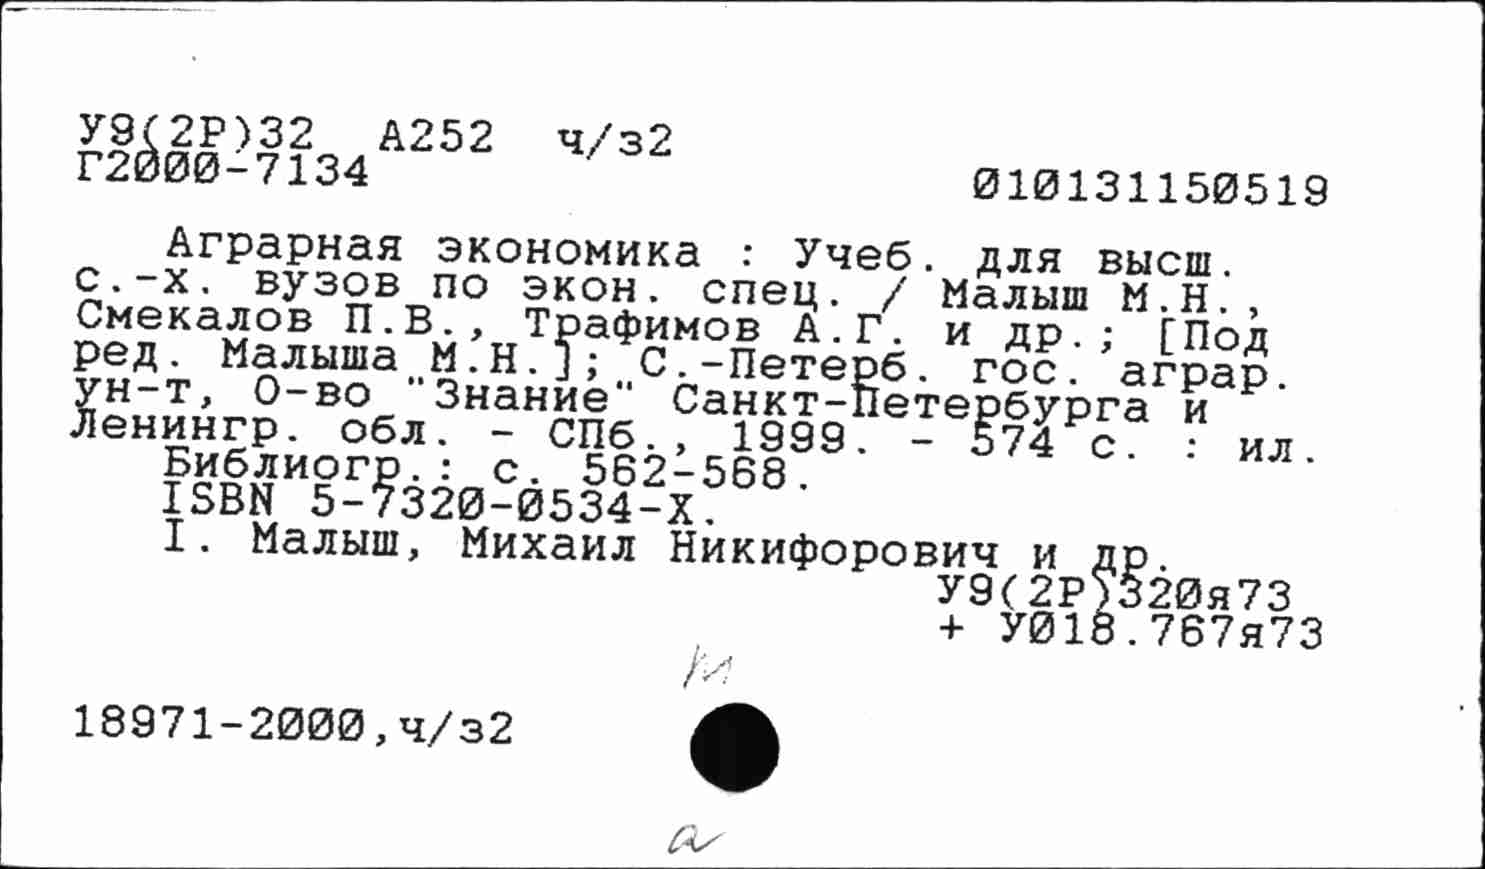 У9(2Р)32 А252 ч/з2
Г2000-7134
010131150519
Аграрная экономика : Учеб. для высш.
с.-х. вузов по экон. спец. / Малыш М.Н.,
Смекалов П.В., Трафимов А.Г. и др.; [Под
ред. Малыша М.Н.]; С.-Петерб. гос. аграр.
ун-т, О-во "Знание" Санкт-Петербурга и
Ленингр. обл. - СПб., 1999. - 574 с. : ил.
Библиогр.: с. 562-568.
ISBN 5-7320-0534-X.
I. Малыш, Михаил Никифорович и др.
У9(2Р)320я73
+ У018.767я73
18971-2000,ч/з2
а